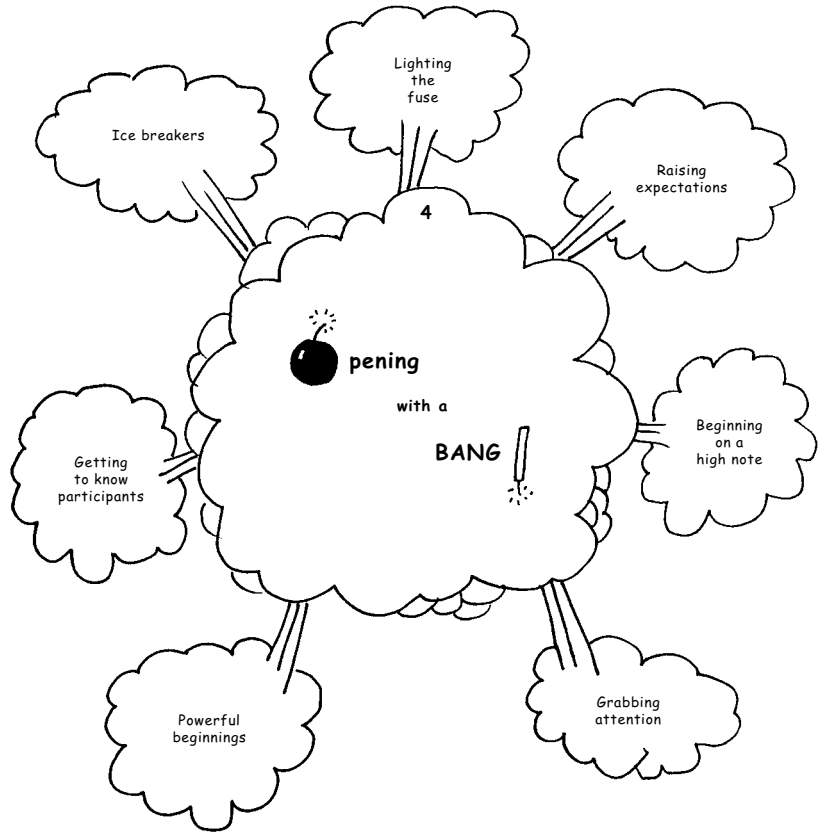 Lighting
the
fuse
Ice breakers
Raising
expectations
4
pening
with a
BANG
Beginning
on a
high note
Getting
to know
participants
Powerful
beginnings
Grabbing
attention